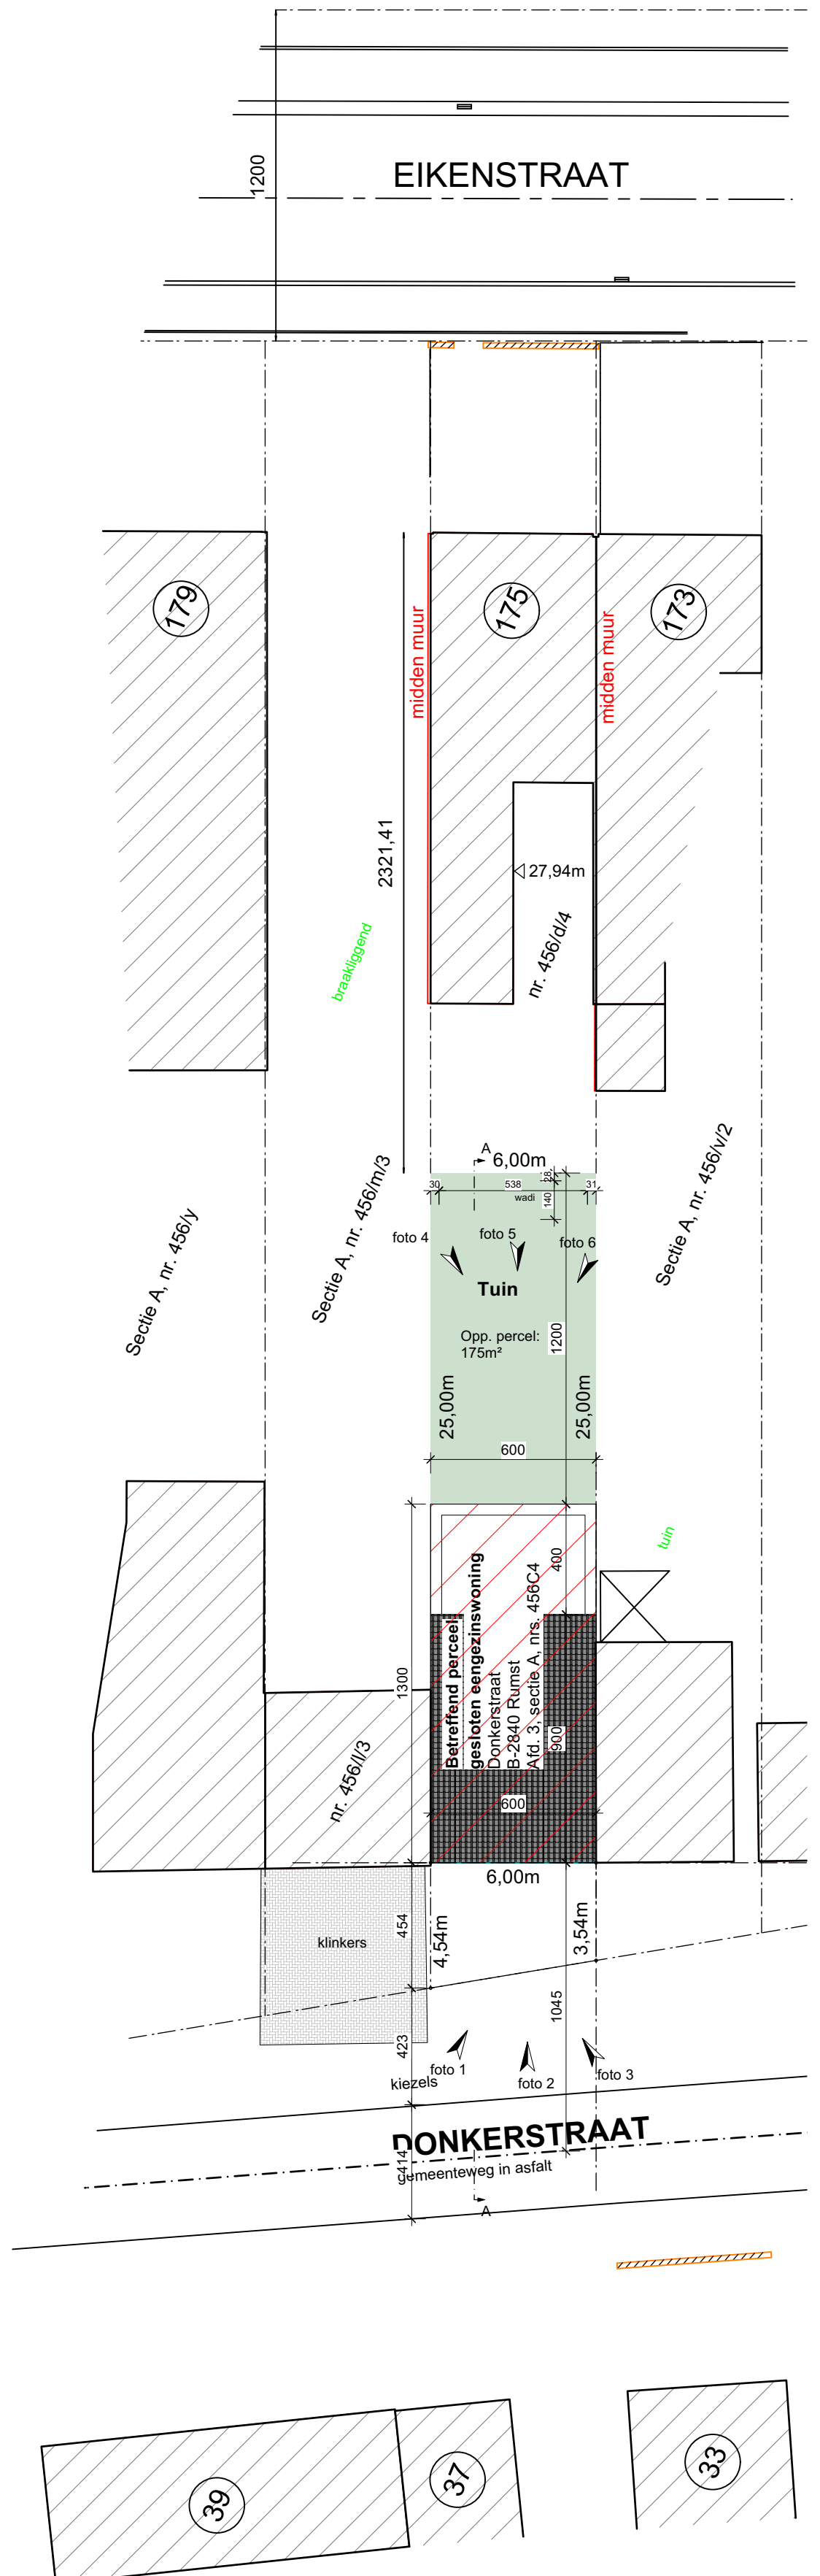 1200
EIKENSTRAAT
179
175
173
midden muur
midden muur
2321,41
27,94m
nr. 456/d/4
braakliggend
A
6,00m
28
30
538
31
wadi
140
Sectie A, nr. 456/y
Sectie A, nr. 456/m/3
Sectie A, nr. 456/v/2
foto 4
foto 5
foto 6
Tuin
Opp. percel:
175m²
1200
25,00m
25,00m
600
tuin
400
1300
Betreffend perceel
gesloten eengezinswoning
Donkerstraat
B-2840 Rumst
Afd. 3, sectie A, nrs. 456C4
900
nr. 456/l/3
600
6,00m
454
4,54m
3,54m
klinkers
1045
423
foto 1
foto 2
foto 3
kiezels
DONKERSTRAAT
414
gemeenteweg in asfalt
A
39
37
33